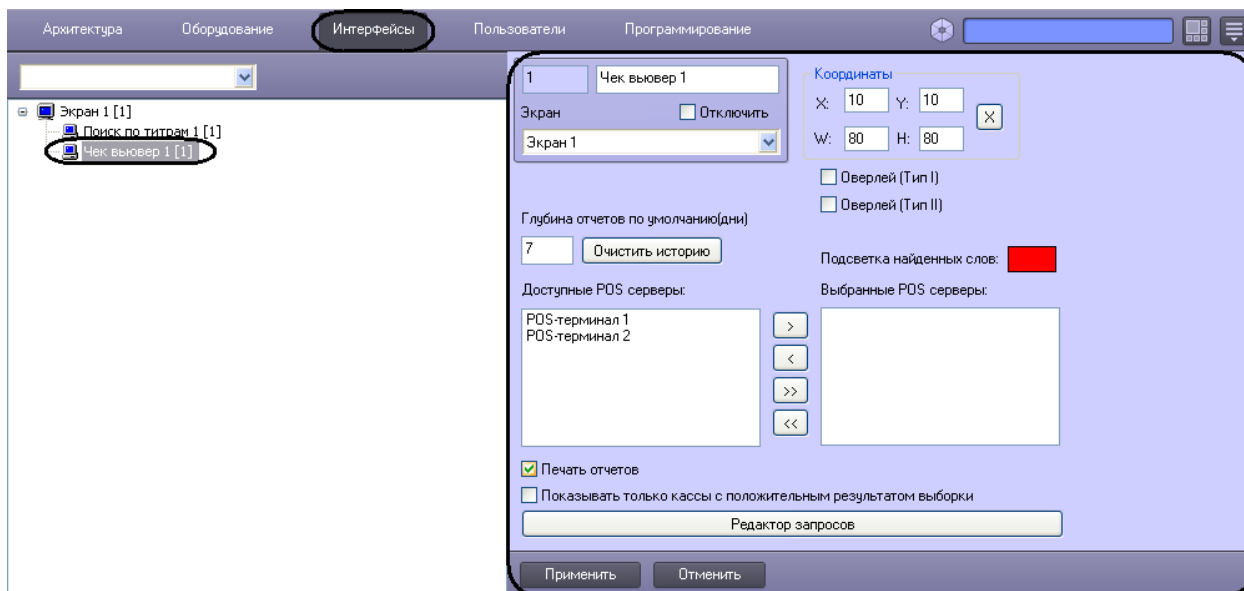 Архитектура Оборудование Интерфейсы Пользователи Программирование
Экран 1 [1]
Поиск по титрам 1 [1]
Чек вьювер 1 [1]
1 Чек вьювер 1
Экран Отключить
Экран 1
Координаты
X: 10 Y: 10
X
W: 80 H: 80
Оверлей (Тип I)
Оверлей (Тип II)
Глубина отчетов по умолчанию(дни)
7 Очистить историю
Подсветка найденных слов:
Доступные POS серверы: Выбранные POS серверы:
POS-терминал 1
POS-терминал 2
>
<
>>
<<
Печать отчетов
Показывать только кассы с положительным результатом выборки
Редактор запросов
Применить Отменить